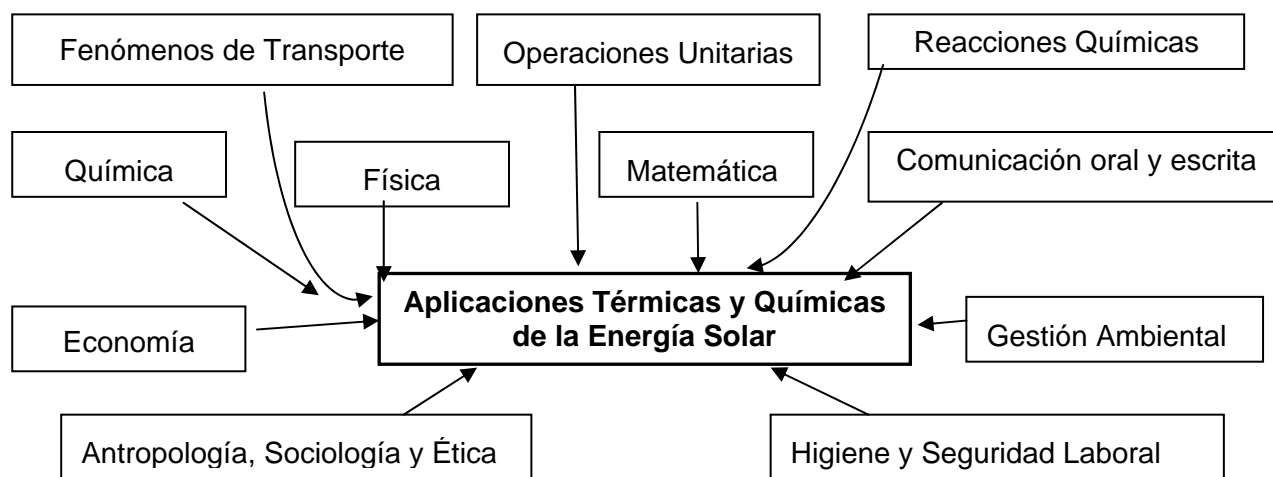 Fenómenos de Transporte
Operaciones Unitarias
Reacciones Químicas
Química
Física
Matemática
Comunicación oral y escrita
Aplicaciones Térmicas y Químicas
de la Energía Solar
Economía
Gestión Ambiental
Antropología, Sociología y Ética
Higiene y Seguridad Laboral